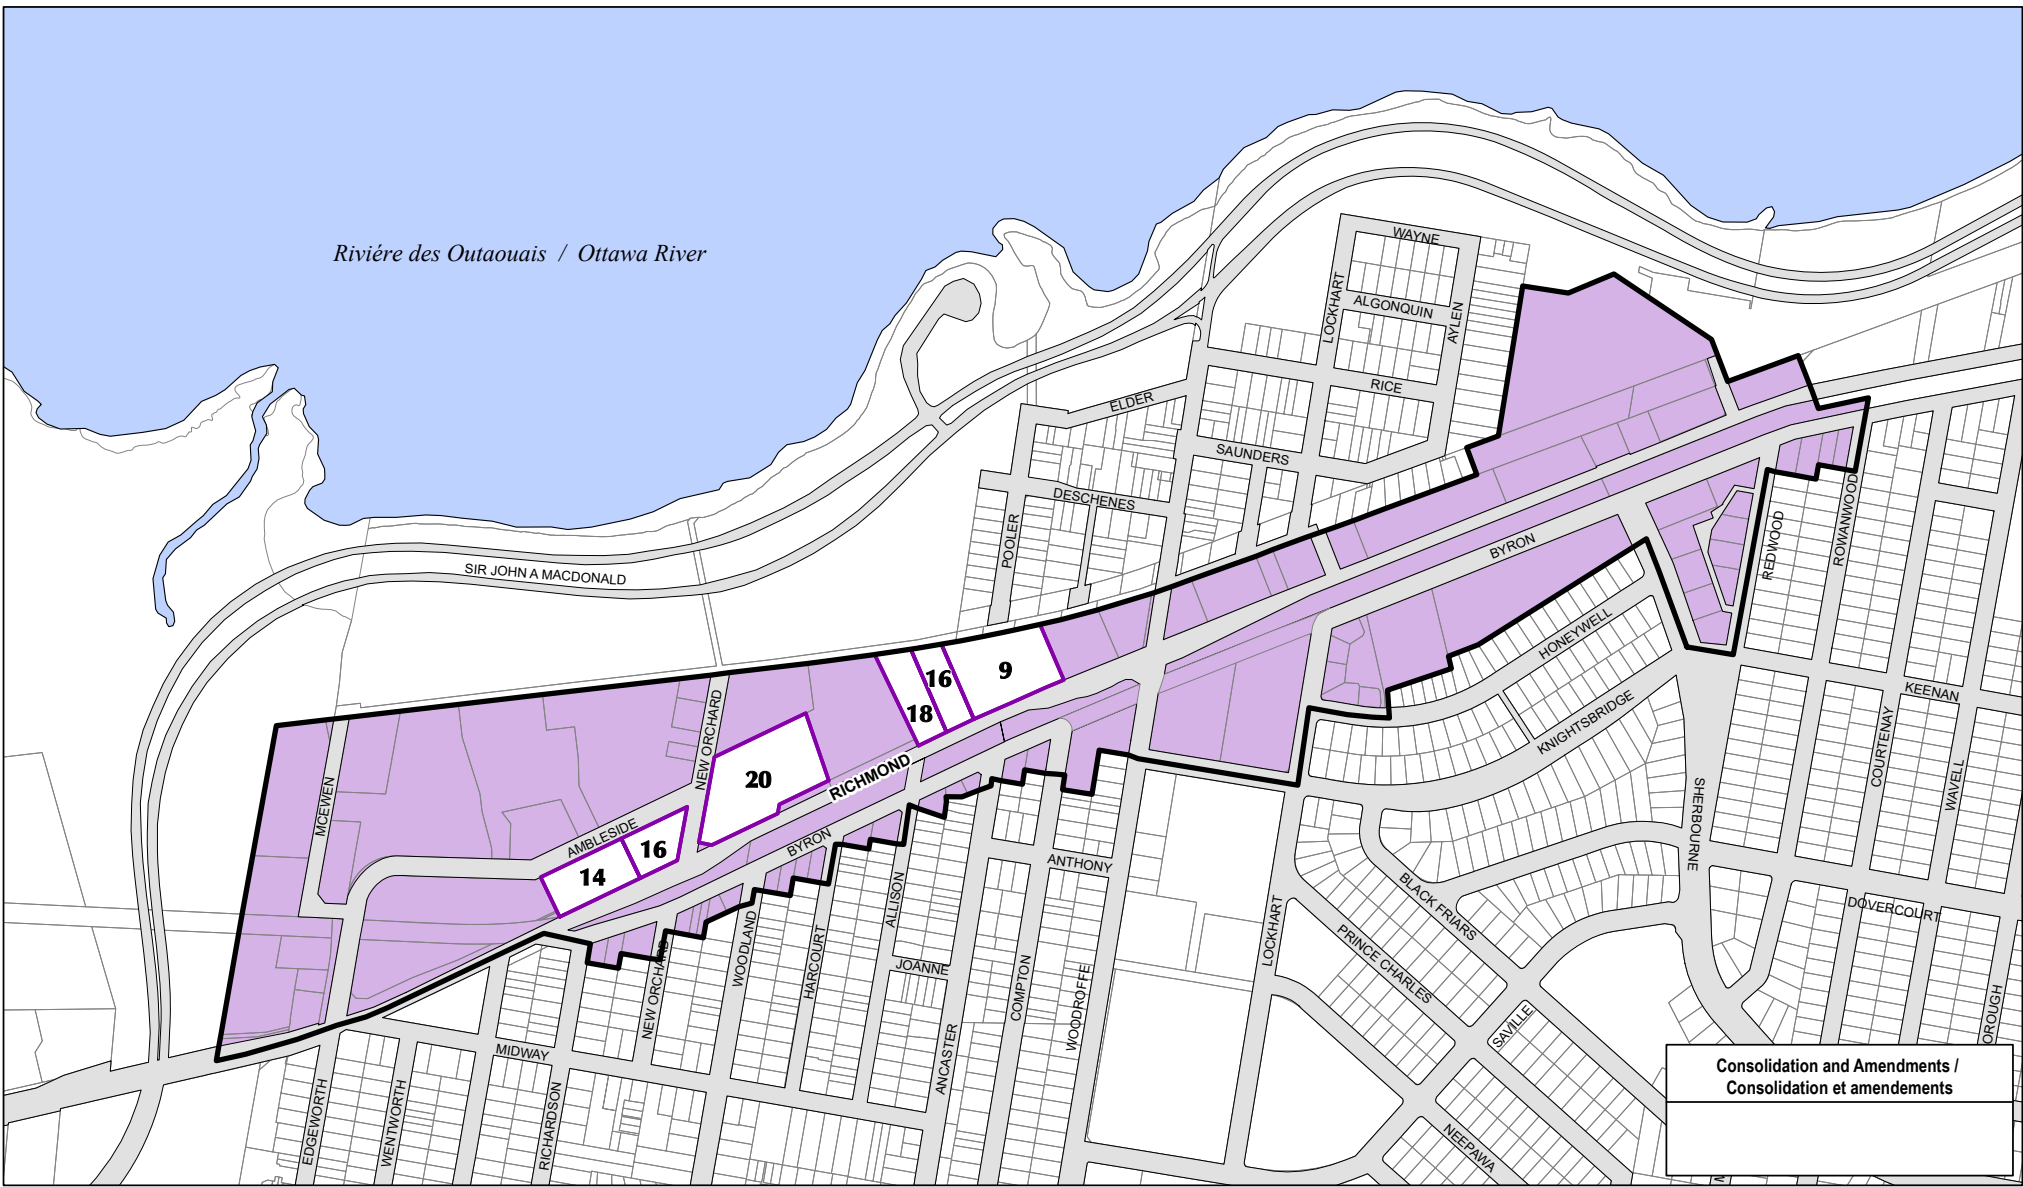 WAYNE
Riviére des Outaouais / Ottawa River
LOCKHART
ALGONQUIN
AYLEN
RICE
ELDER
SAUNDERS
DESCHENES
POOLER
BYRON
REDWOOD
ROWANWOOD
SIR JOHN A MACDONALD
HONEYWELL
KEENAN
KNIGHTSBRIDGE
9
16
18
NEW ORCHARD
20
RICHMOND
COURTENAY
WAVELL
MCEWEN
AMBLESIDE
16
14
BYRON
SHERBOURNE
ANTHONY
ALLISON
BLACK FRIARS
DOVERCOURT
LOCKHART
PRINCE CHARLES
WOODLAND
HARCOURT
JOANNE
NEW ORCHARD
COMPTON
WOODROFFE
ANCASTER
SAVILLE
OROUGH
MIDWAY
EDGEWORTH
WENTWORTH
RICHARDSON
NEEPAWA
Consolidation and Amendments /
Consolidation et amendements